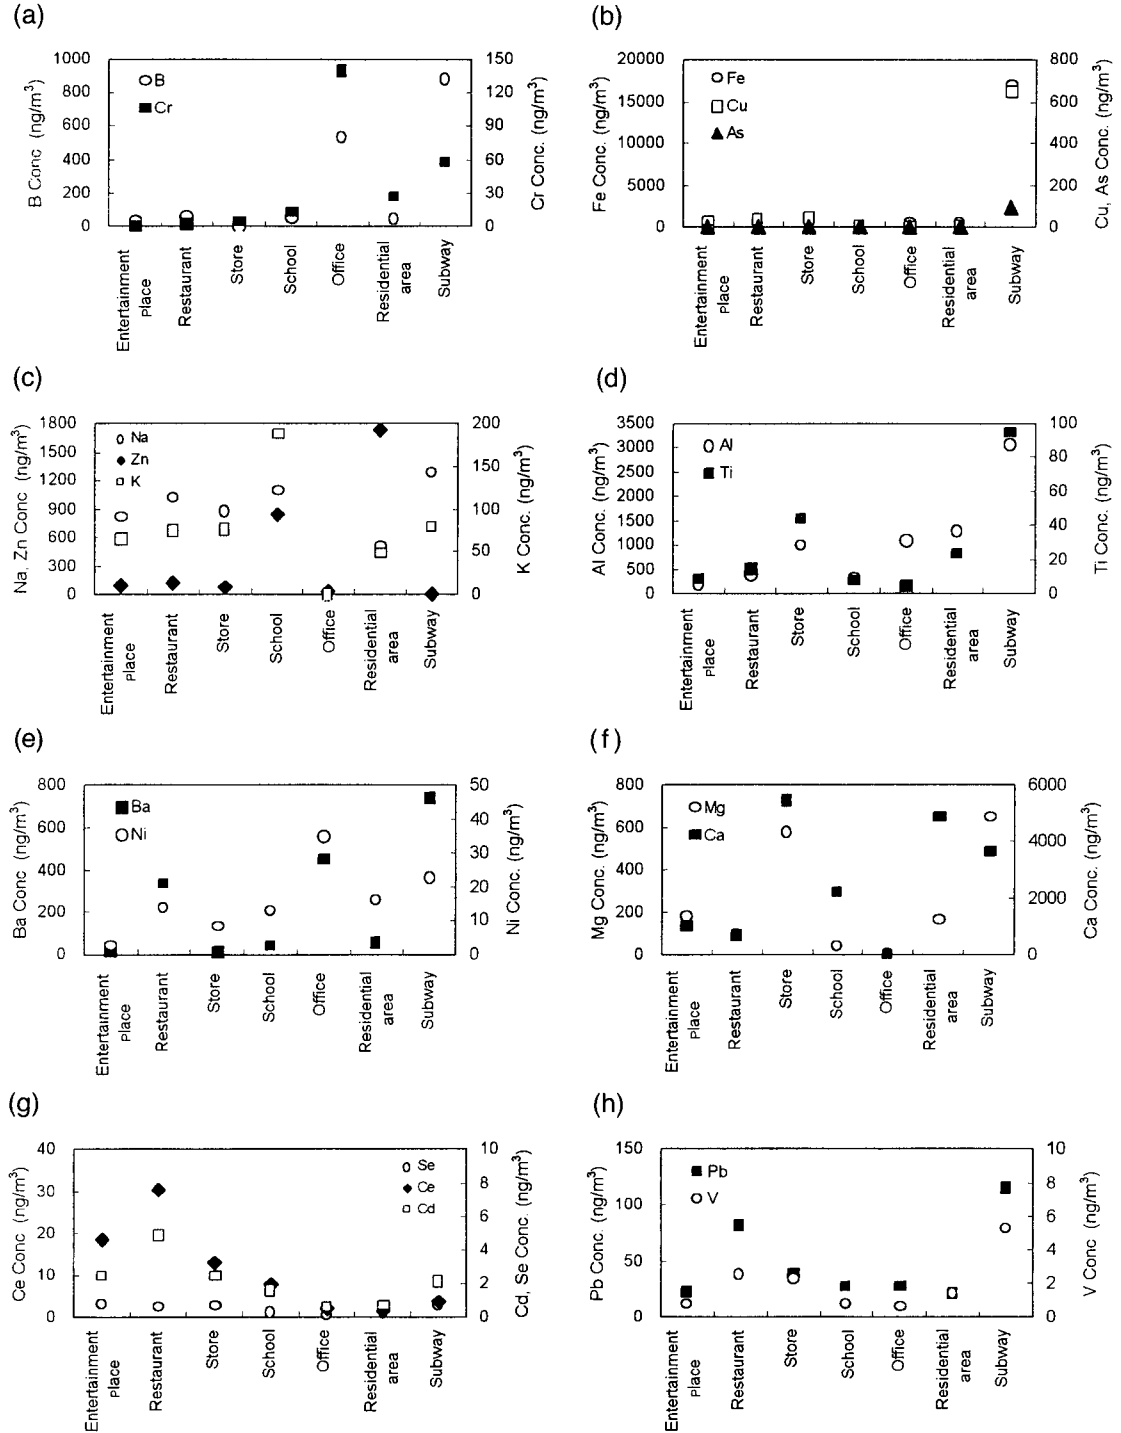 (a)
B Conc (ng/m³)
1000
800
600
400
200
0
B
Cr
150
120
90
60
30
0
Cr Conc. (ng/m³)
Entertainment
Place
Restaurant
Store
School
Office
Residential
area
Subway
(b)
Fe Conc. (ng/m³)
20000
15000
10000
5000
0
Fe
Cu
As
800
600
400
200
0
Cu, As Conc. (ng/m³)
Entertainment
Place
Restaurant
Store
School
Office
Residential
area
Subway
(c)
Na, Zn Conc (ng/m³)
1800
1500
1200
900
600
300
0
Na
Zn
K
200
150
100
50
0
K Conc. (ng/m³)
Entertainment
Place
Restaurant
Store
School
Office
Residential
area
Subway
(d)
Al Conc. (ng/m³)
3500
3000
2500
2000
1500
1000
500
0
Al
Ti
100
80
60
40
20
0
Ti Conc. (ng/m³)
Entertainment
Place
Restaurant
Store
School
Office
Residential
area
Subway
(e)
Ba Conc (ng/m³)
800
600
400
200
0
Ba
Ni
50
40
30
20
10
0
Ni Conc. (ng/m³)
Entertainment
Place
Restaurant
Store
School
Office
Residential
area
Subway
(f)
Mg Conc. (ng/m³)
800
600
400
200
0
Mg
Ca
6000
4000
2000
0
Ca Conc. (ng/m³)
Entertainment
Place
Restaurant
Store
School
Office
Residential
area
Subway
(g)
Ce Conc (ng/m³)
40
30
20
10
0
Se
Ce
Cd
10
8
6
4
2
0
Cd, Se Conc. (ng/m³)
Entertainment
Place
Restaurant
Store
School
Office
Residential
area
Subway
(h)
Pb Conc. (ng/m³)
150
100
50
0
Pb
V
10
8
6
4
2
0
V Conc (ng/m³)
Entertainment
Place
Restaurant
Store
School
Office
Residential
area
Subway